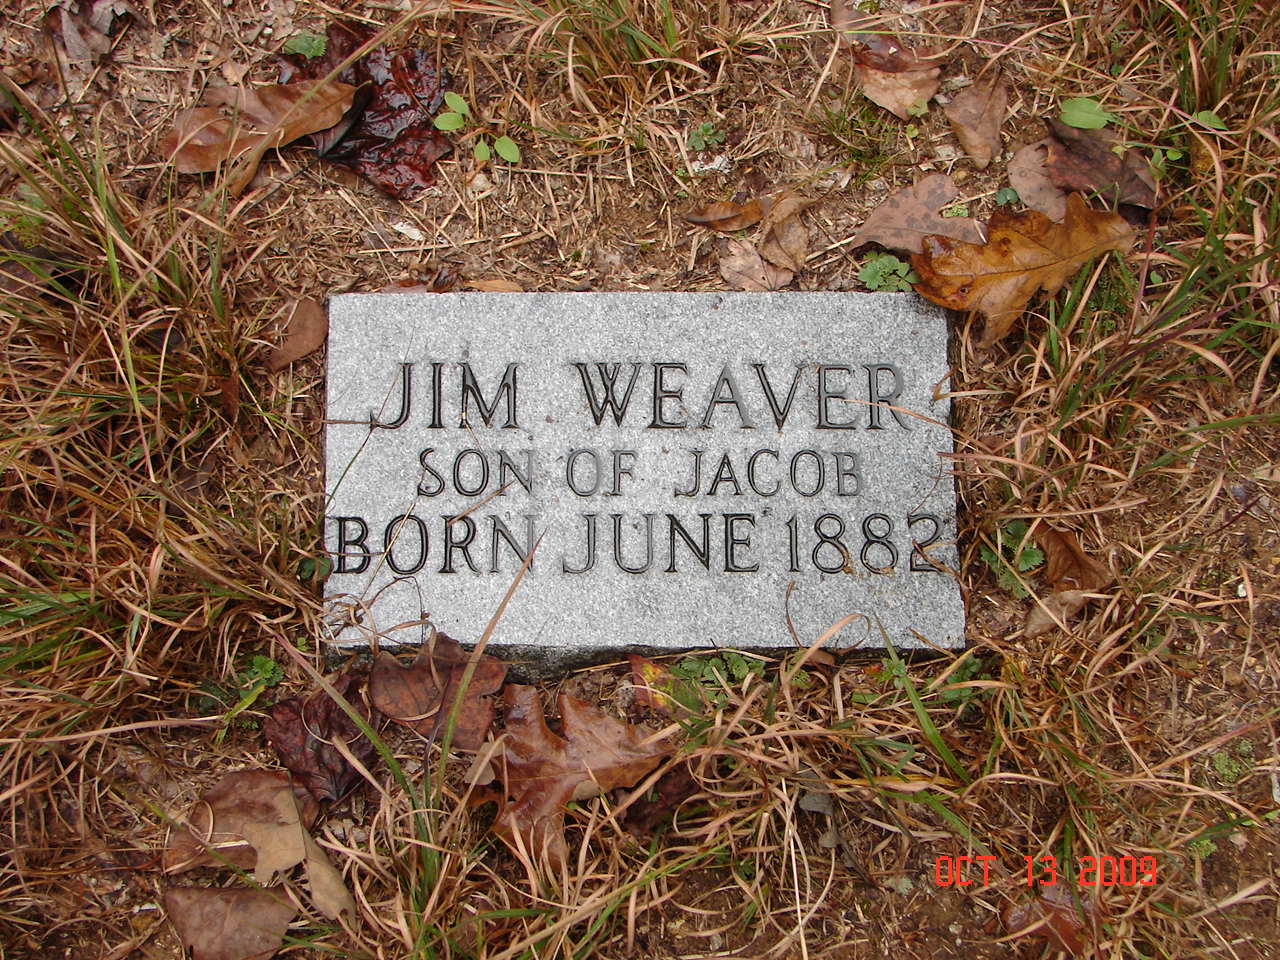 JIM WEAVER
SON OF JACOB
BORN JUNE 1882
OCT 13 2009